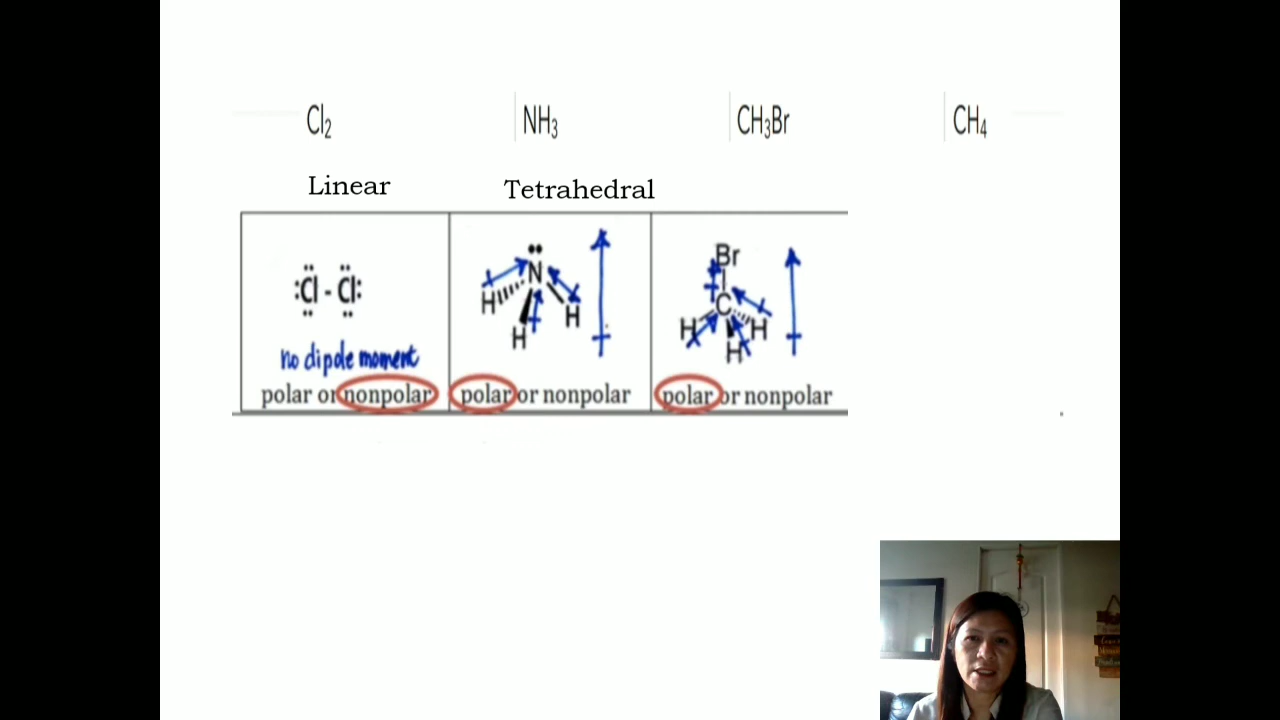 Cl₂ NH₃ CH₃Br CH₄
Linear Tetrahedral
Br
:Cl - Cl: N C
H H H H H H
no dipole moment
polar or nonpolar polar or nonpolar polar or nonpolar